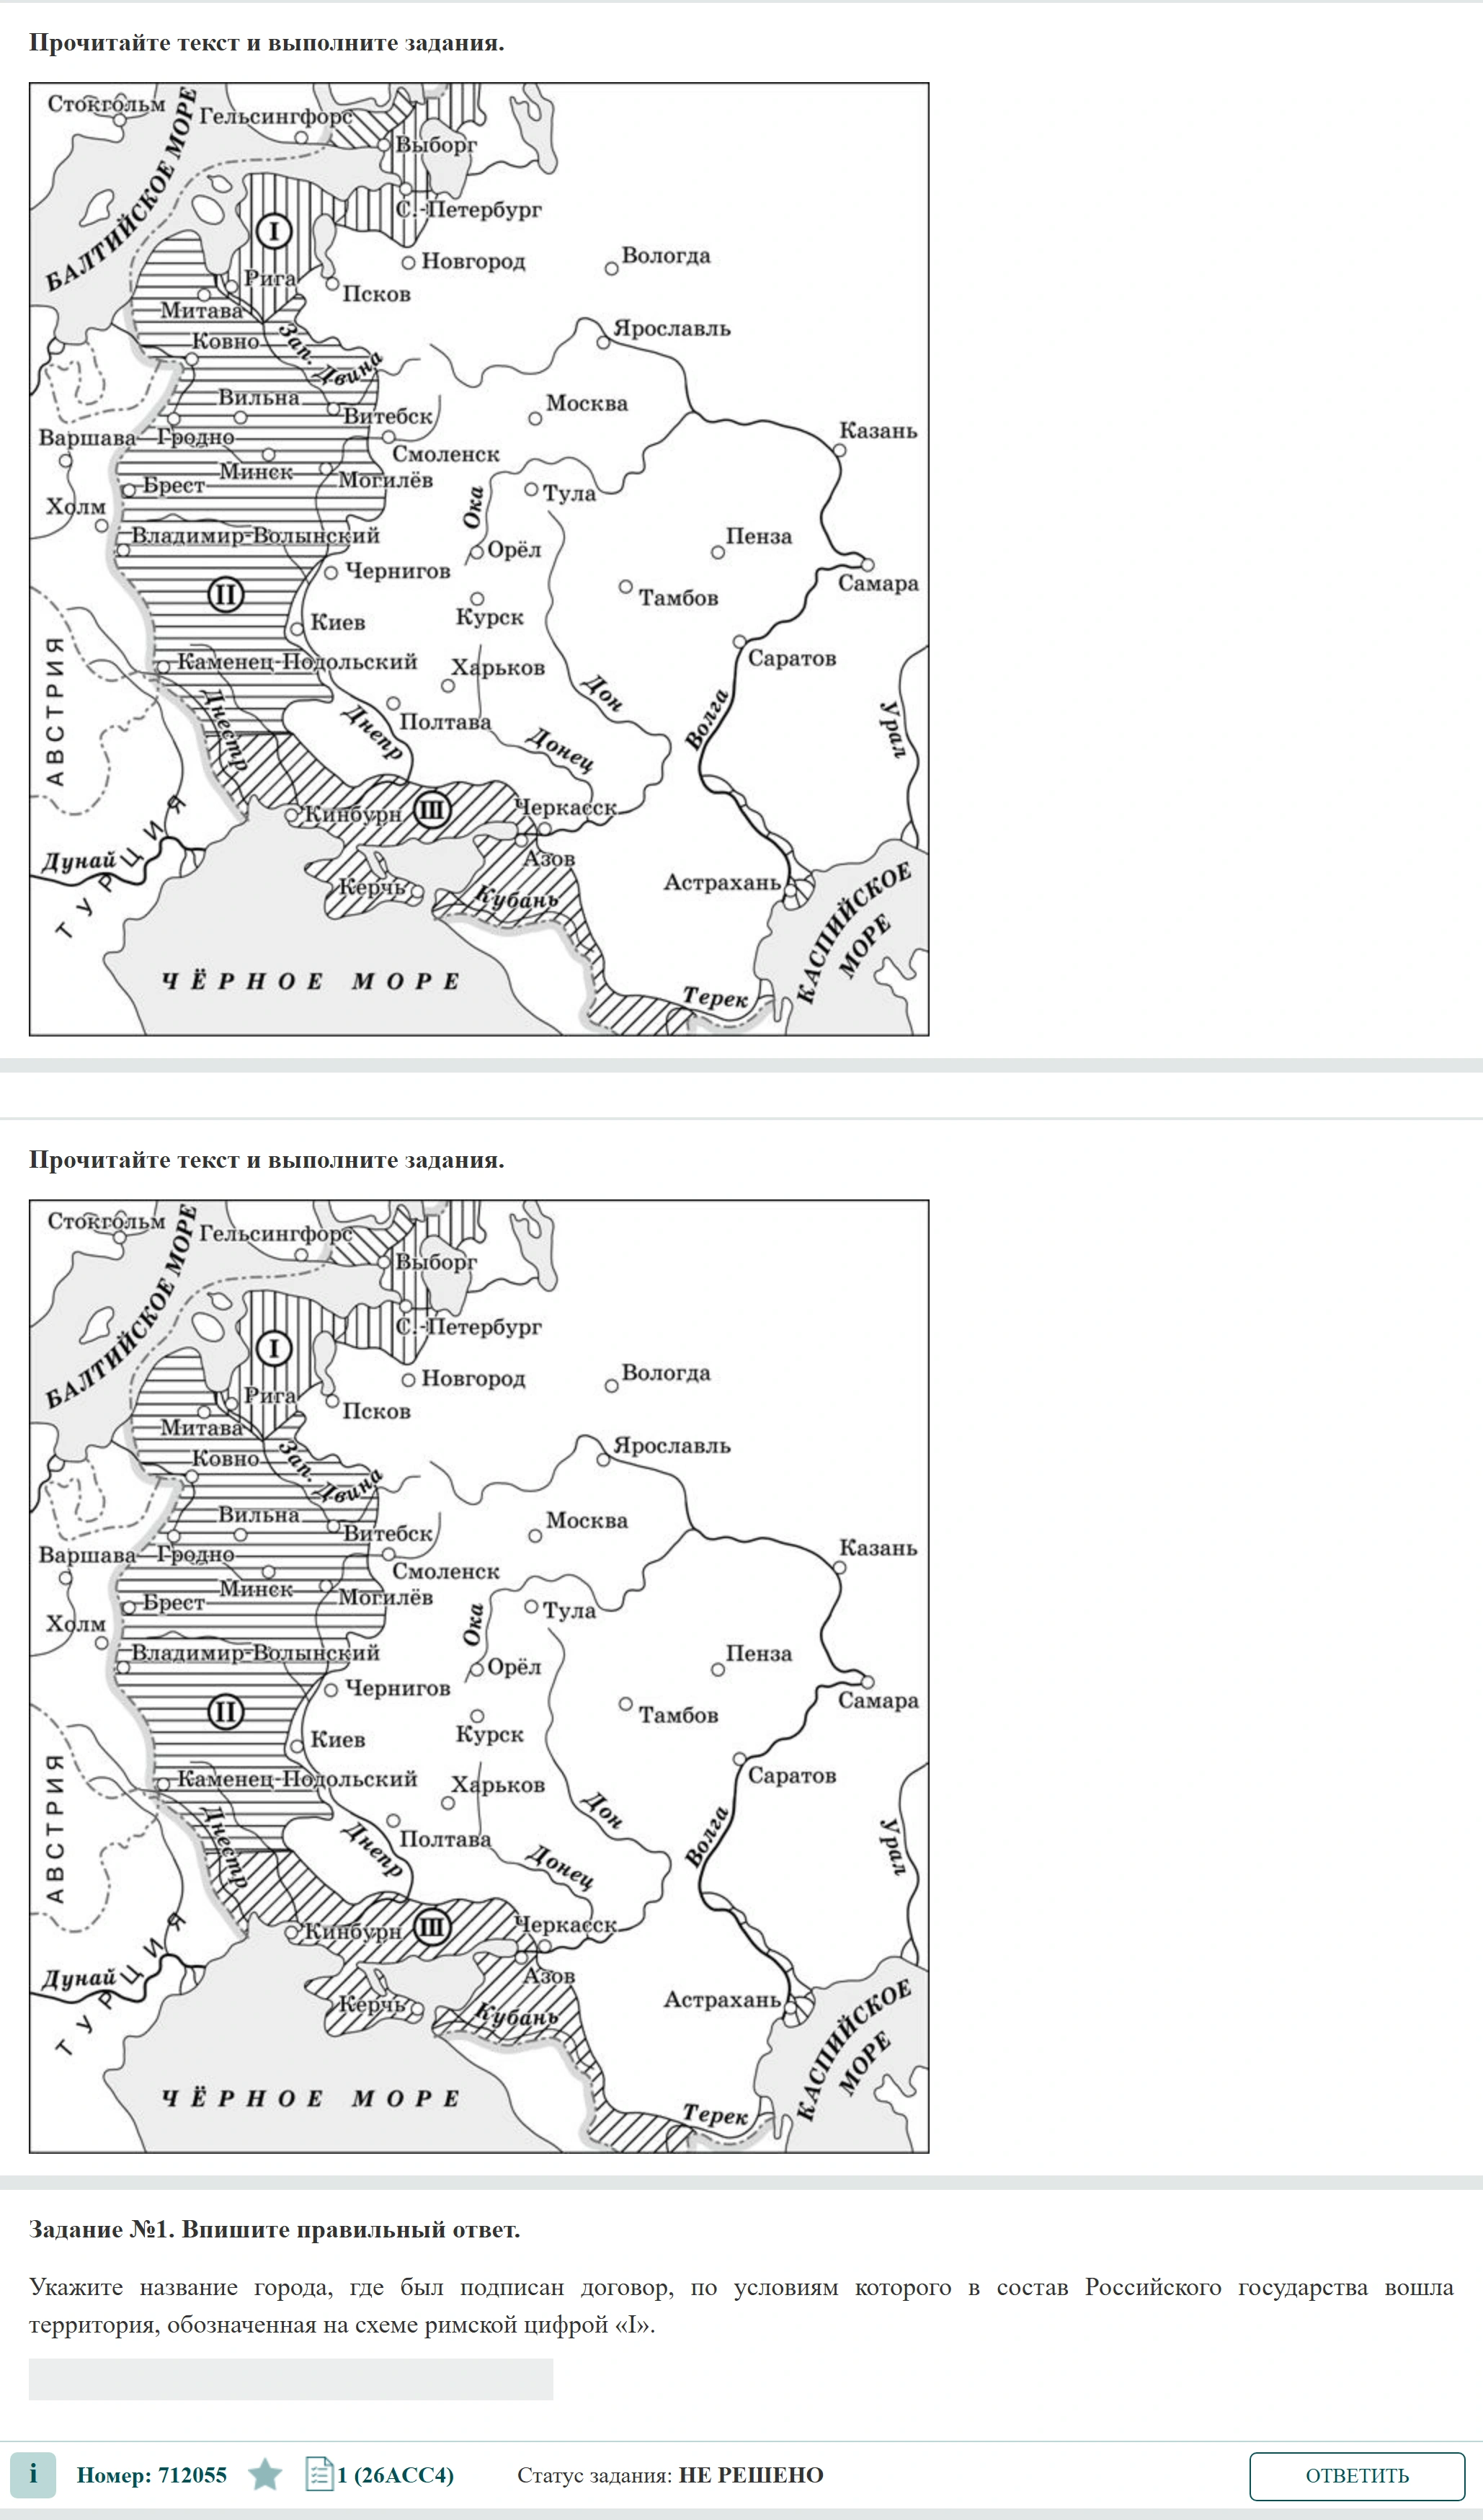 Прочитайте текст и выполните задания.
Стокгольм
Гельсингфорс
БАЛТИЙСКОЕ МОРЕ
Выборг
С.-Петербург
I
Новгород
Вологда
Рига
Псков
Митава
Ярославль
Ковно
Зап. Двина
Вильна
Витебск
Москва
Варшава
Гродно
Казань
Смоленск
Минск
Могилёв
Брест
Ока
Тула
Холм
Владимир-Волынский
Орёл
Пенза
Чернигов
Самара
II
Тамбов
Киев
Курск
АВСТРИЯ
Каменец-Подольский
Харьков
Саратов
Днестр
Днепр
Полтава
Дон
Волга
Урал
Донец
Кинбурн
III
Черкасск
ТУРЦИЯ
Дунай
Азов
Керчь
Кубань
Астрахань
КАСПИЙСКОЕ
МОРЕ
ЧЁРНОЕ МОРЕ
Терек
Прочитайте текст и выполните задания.
Стокгольм
Гельсингфорс
БАЛТИЙСКОЕ МОРЕ
Выборг
С.-Петербург
I
Новгород
Вологда
Рига
Псков
Митава
Ярославль
Ковно
Зап. Двина
Вильна
Витебск
Москва
Варшава
Гродно
Казань
Смоленск
Минск
Могилёв
Брест
Ока
Тула
Холм
Владимир-Волынский
Орёл
Пенза
Чернигов
Самара
II
Тамбов
Киев
Курск
АВСТРИЯ
Каменец-Подольский
Харьков
Саратов
Днестр
Днепр
Полтава
Дон
Волга
Урал
Донец
Кинбурн
III
Черкасск
ТУРЦИЯ
Дунай
Азов
Керчь
Кубань
Астрахань
КАСПИЙСКОЕ
МОРЕ
ЧЁРНОЕ МОРЕ
Терек
Задание №1. Впишите правильный ответ.
Укажите название города, где был подписан договор, по условиям которого в состав Российского государства вошла
территория, обозначенная на схеме римской цифрой «I».
i Номер: 712055 1 (26АСС4) Статус задания: НЕ РЕШЕНО ОТВЕТИТЬ